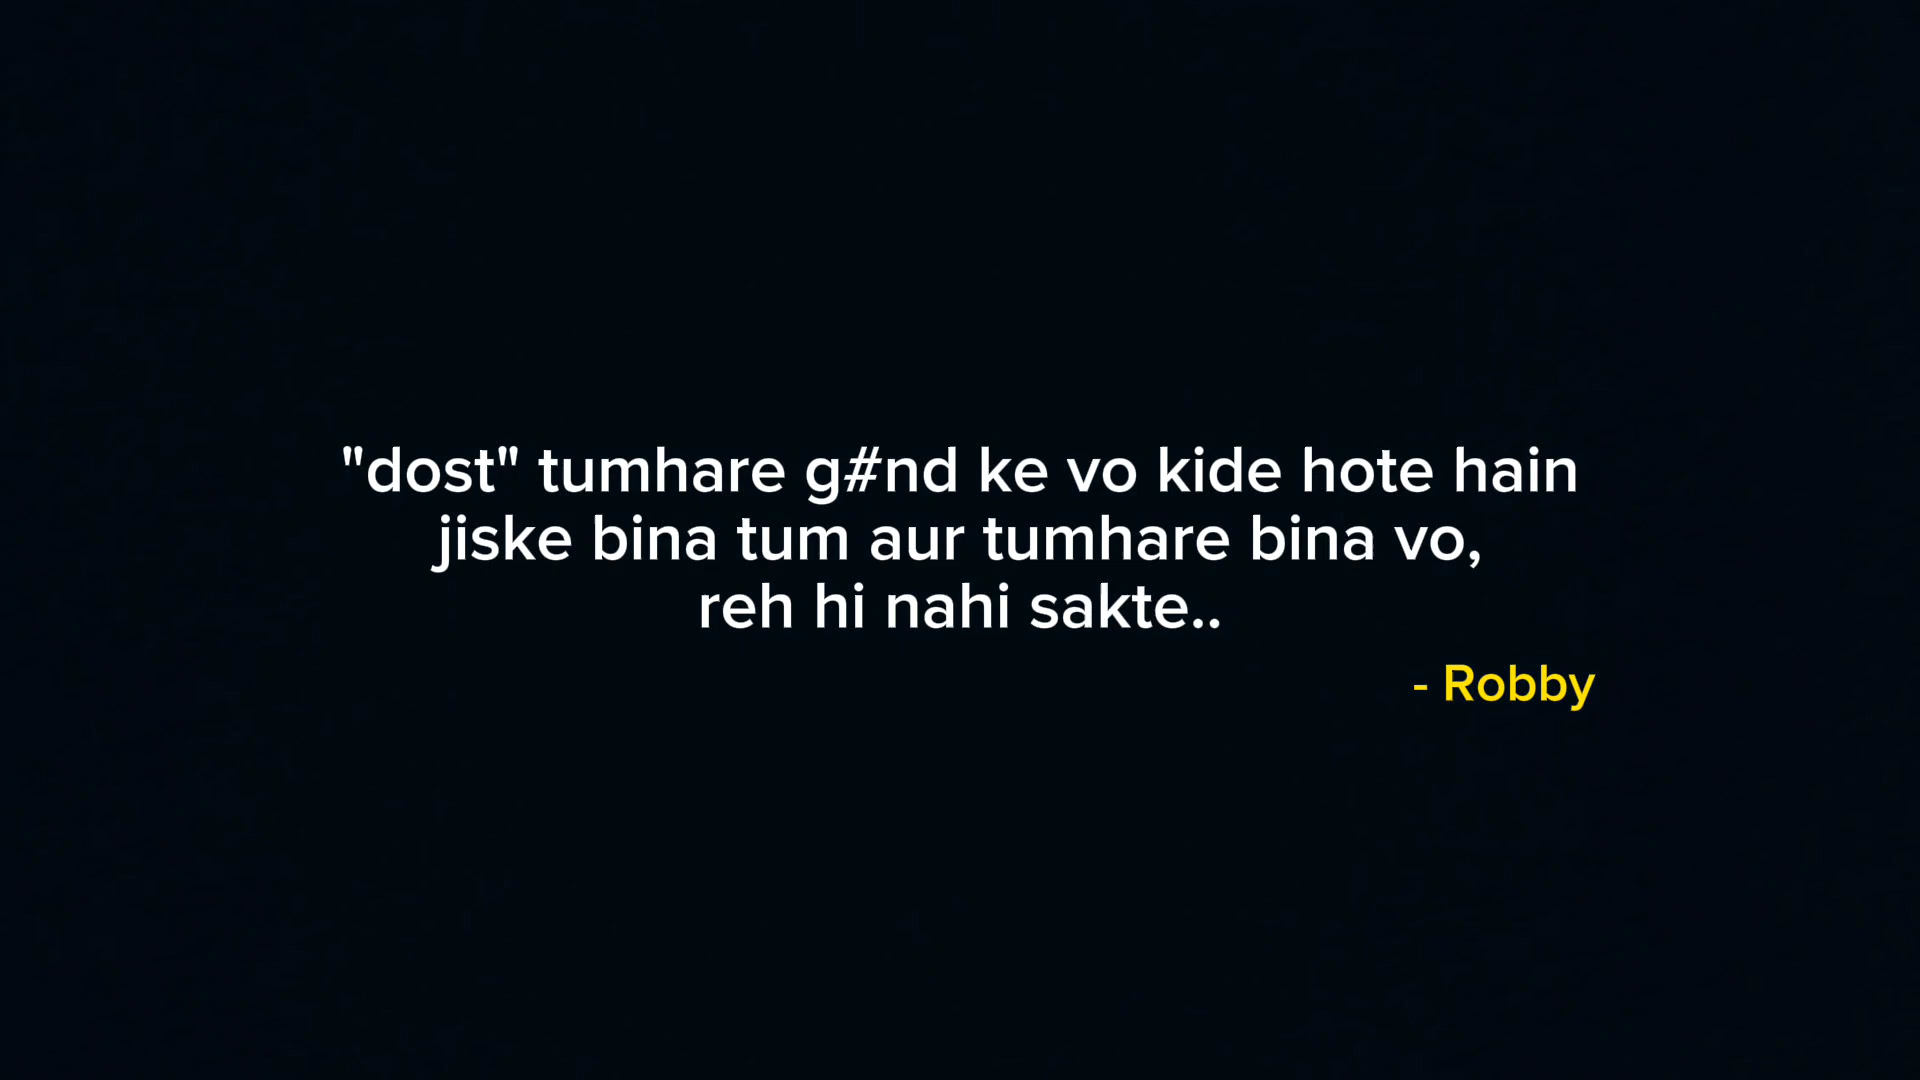 "dost" tumhare g#nd ke vo kide hote hain
jiske bina tum aur tumhare bina vo,
reh hi nahi sakte..
- Robby